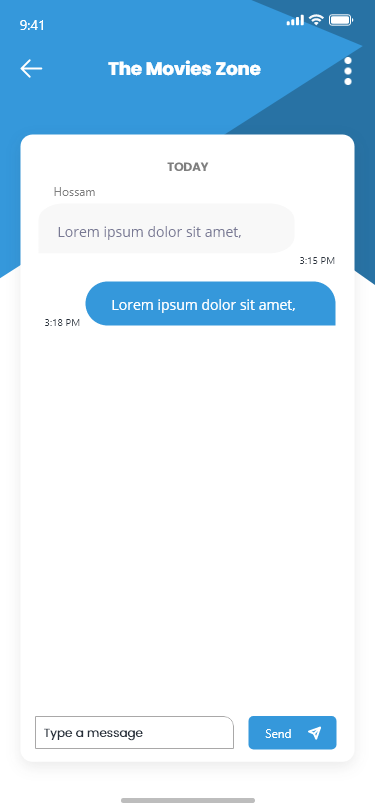 9:41
The Movies Zone
TODAY
Hossam
Lorem ipsum dolor sit amet,
3:15 PM
Lorem ipsum dolor sit amet,
3:18 PM
Type a message
Send